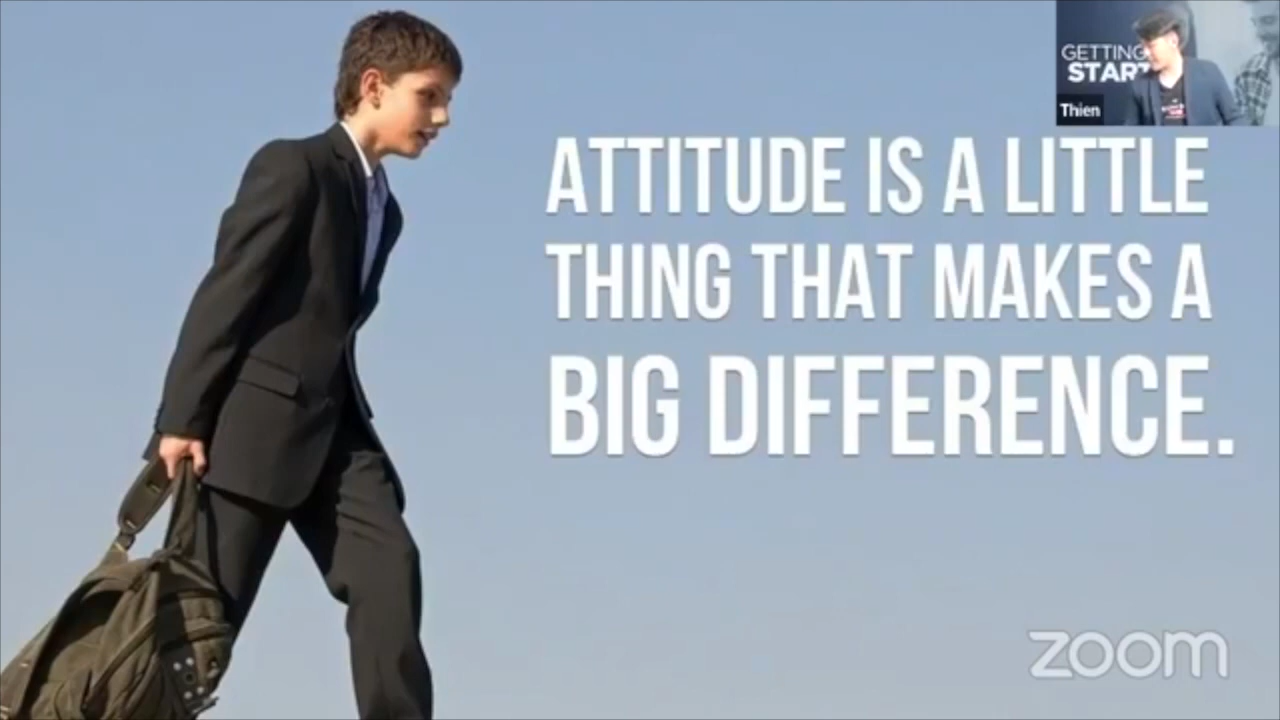 GETTING
START
Thien
ATTITUDE IS A LITTLE
THING THAT MAKES A
BIG DIFFERENCE.
zoom